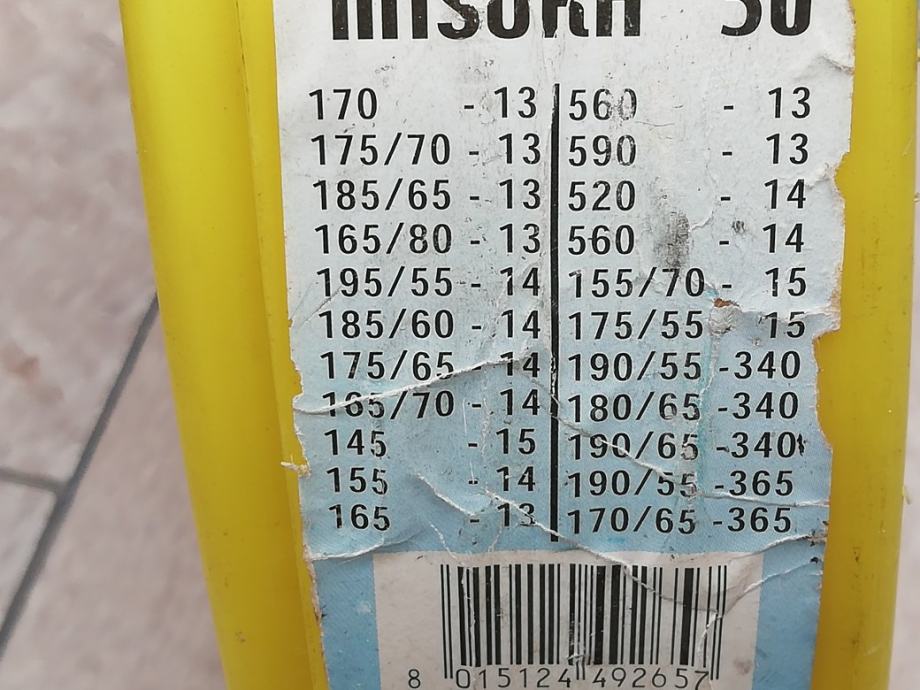 MISURA 50
170 - 13 560 - 13
175/70 - 13 590 - 13
185/65 - 13 520 - 14
165/80 - 13 560 - 14
195/55 - 14 155/70 - 15
185/60 - 14 175/55 15
175/65 14 190/55 -340
165/70 - 14 180/65 -340
145 - 15 190/65 -340
155 - 14 190/55 -365
165 - 13 170/65 -365
8 015124 492657